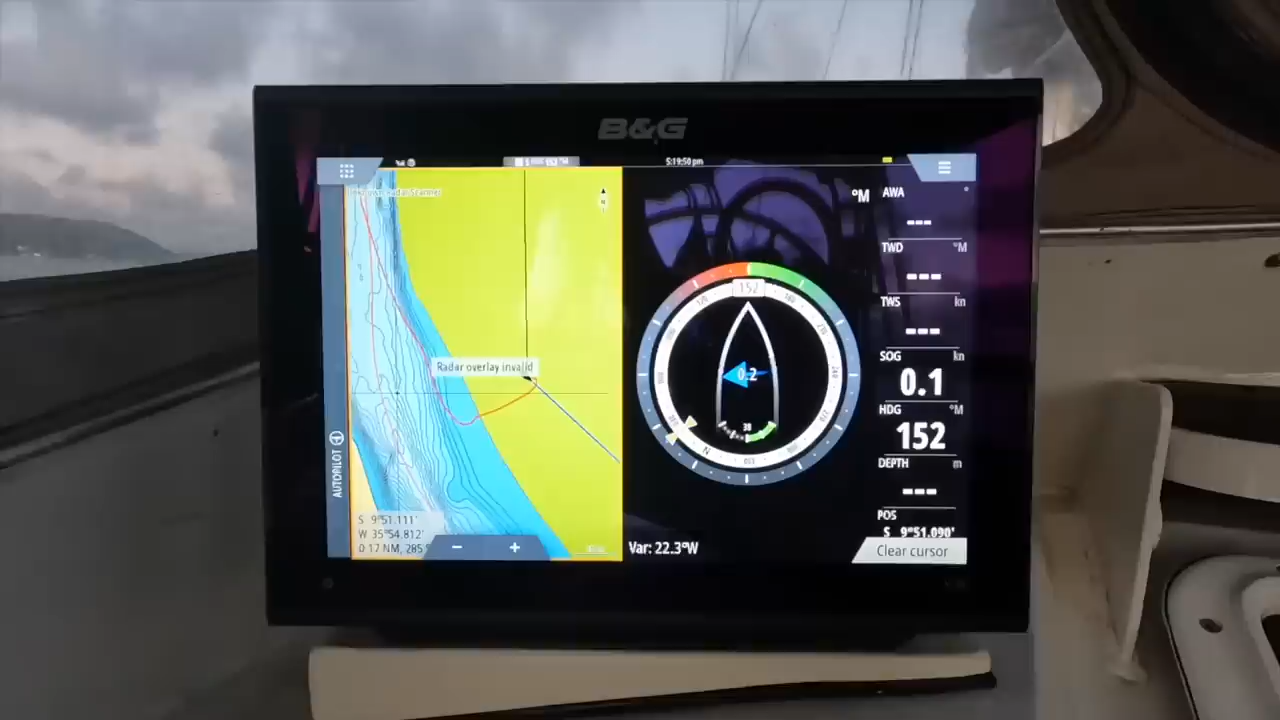 B&G
5:19:50 pm
°M
AWA
°
---
TWD
°M
---
TWS
kn
---
SOG
kn
0.1
HDG
°M
152
DEPTH
m
---
POS
S 9°51.090'
Clear cursor
152
0.2
30
N
Var: 22.3°W
Radar overlay invalid
AUTOPILOT
S 9°51.111'
W 35°54.812'
0.17 NM, 285°
− +